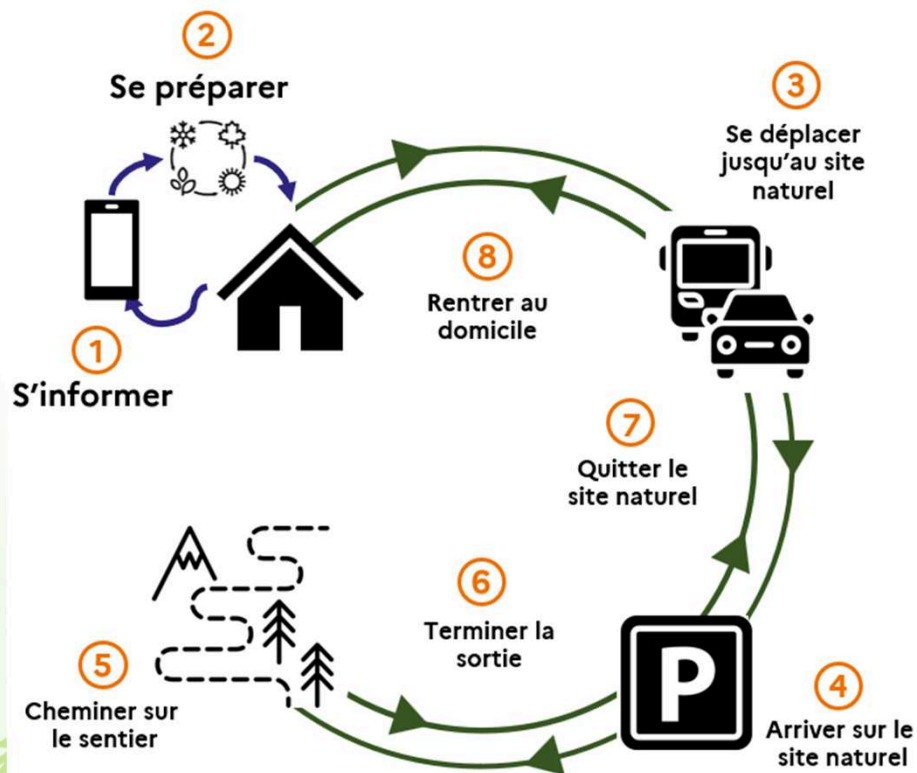 1
S'informer
2
Se préparer
3
Se déplacer
jusqu'au site
naturel
4
Arriver sur le
site naturel
5
Cheminer sur
le sentier
6
Terminer la
sortie
7
Quitter le
site naturel
8
Rentrer au
domicile
P